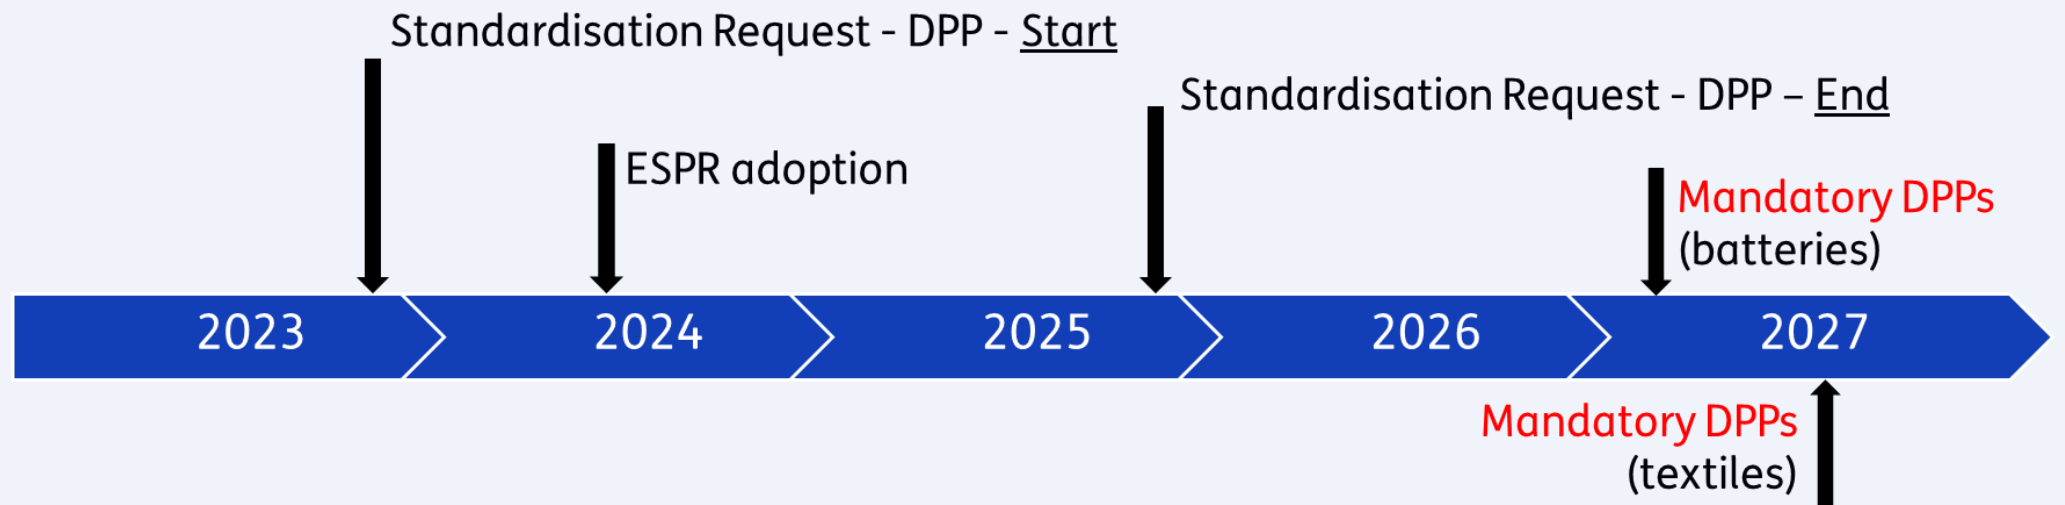 Standardisation Request - DPP - Start
Standardisation Request - DPP – End
ESPR adoption
Mandatory DPPs
(batteries)
2023
2024
2025
2026
2027
Mandatory DPPs
(textiles)